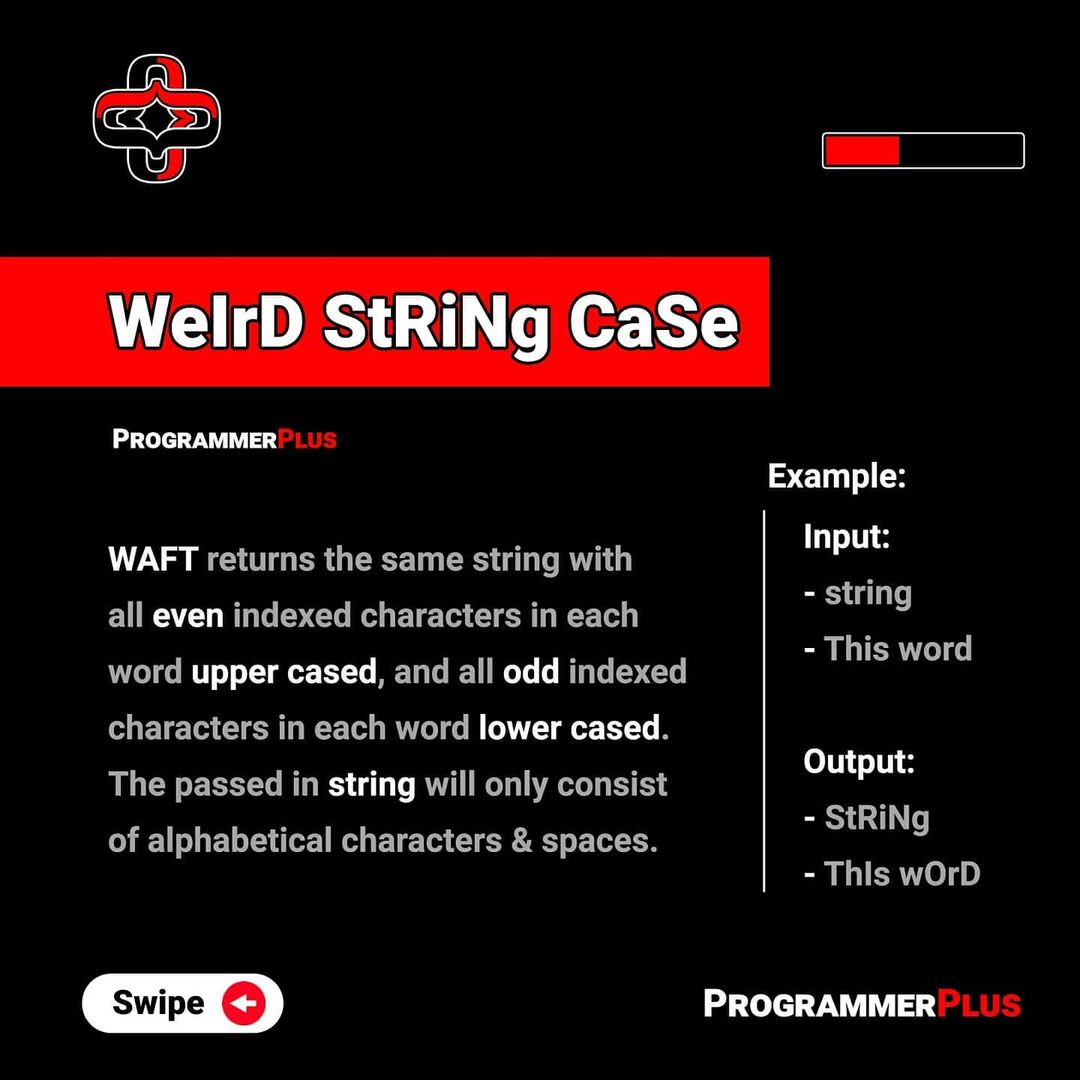 WeIrD StRiNg CaSe
PROGRAMMERPLUS
WAFT returns the same string with
all even indexed characters in each
word upper cased, and all odd indexed
characters in each word lower cased.
The passed in string will only consist
of alphabetical characters & spaces.
Example:
Input:
- string
- This word
Output:
- StRiNg
- ThIs wOrD
Swipe
PROGRAMMERPLUS